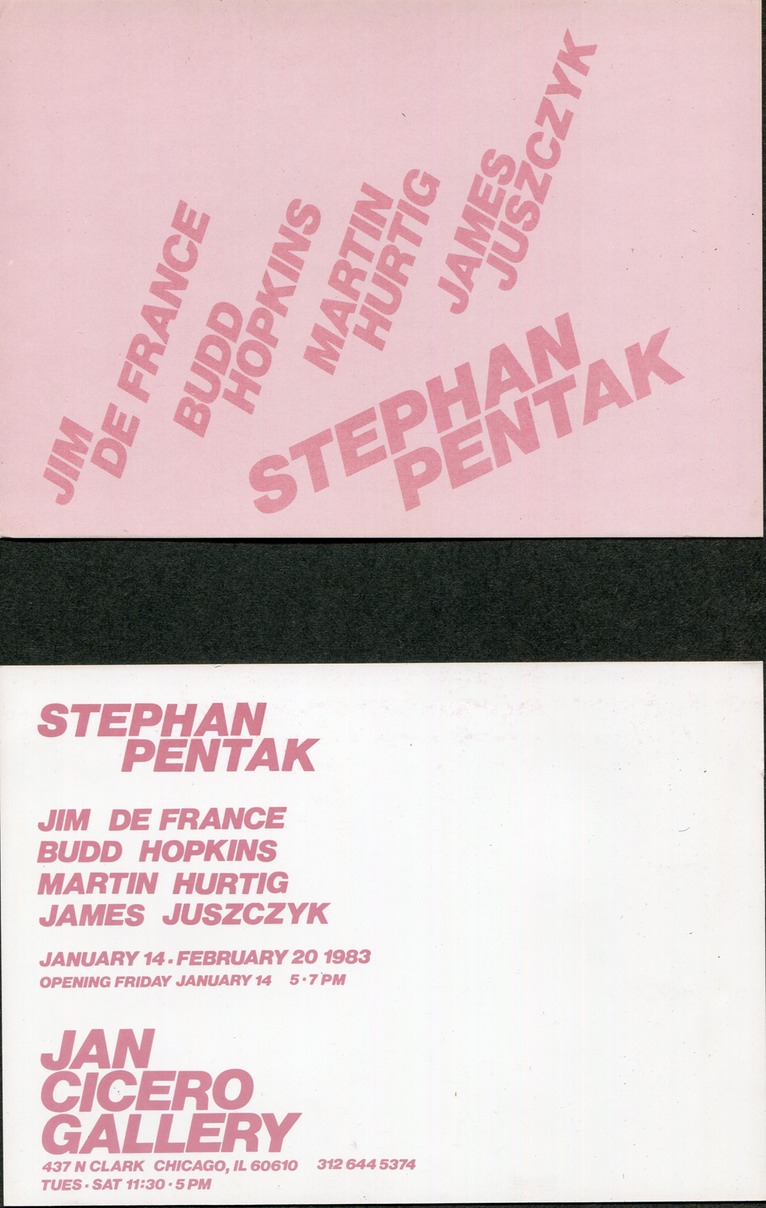 JIM
DE FRANCE
BUDD
HOPKINS
MARTIN
HURTIG
JAMES
JUSZCZYK
STEPHAN
PENTAK
STEPHAN
PENTAK
JIM DE FRANCE
BUDD HOPKINS
MARTIN HURTIG
JAMES JUSZCZYK
JANUARY 14 • FEBRUARY 20 1983
OPENING FRIDAY JANUARY 14 5 • 7 PM
JAN
CICERO
GALLERY
437 N CLARK CHICAGO, IL 60610 312 644 5374
TUES • SAT 11:30 • 5 PM